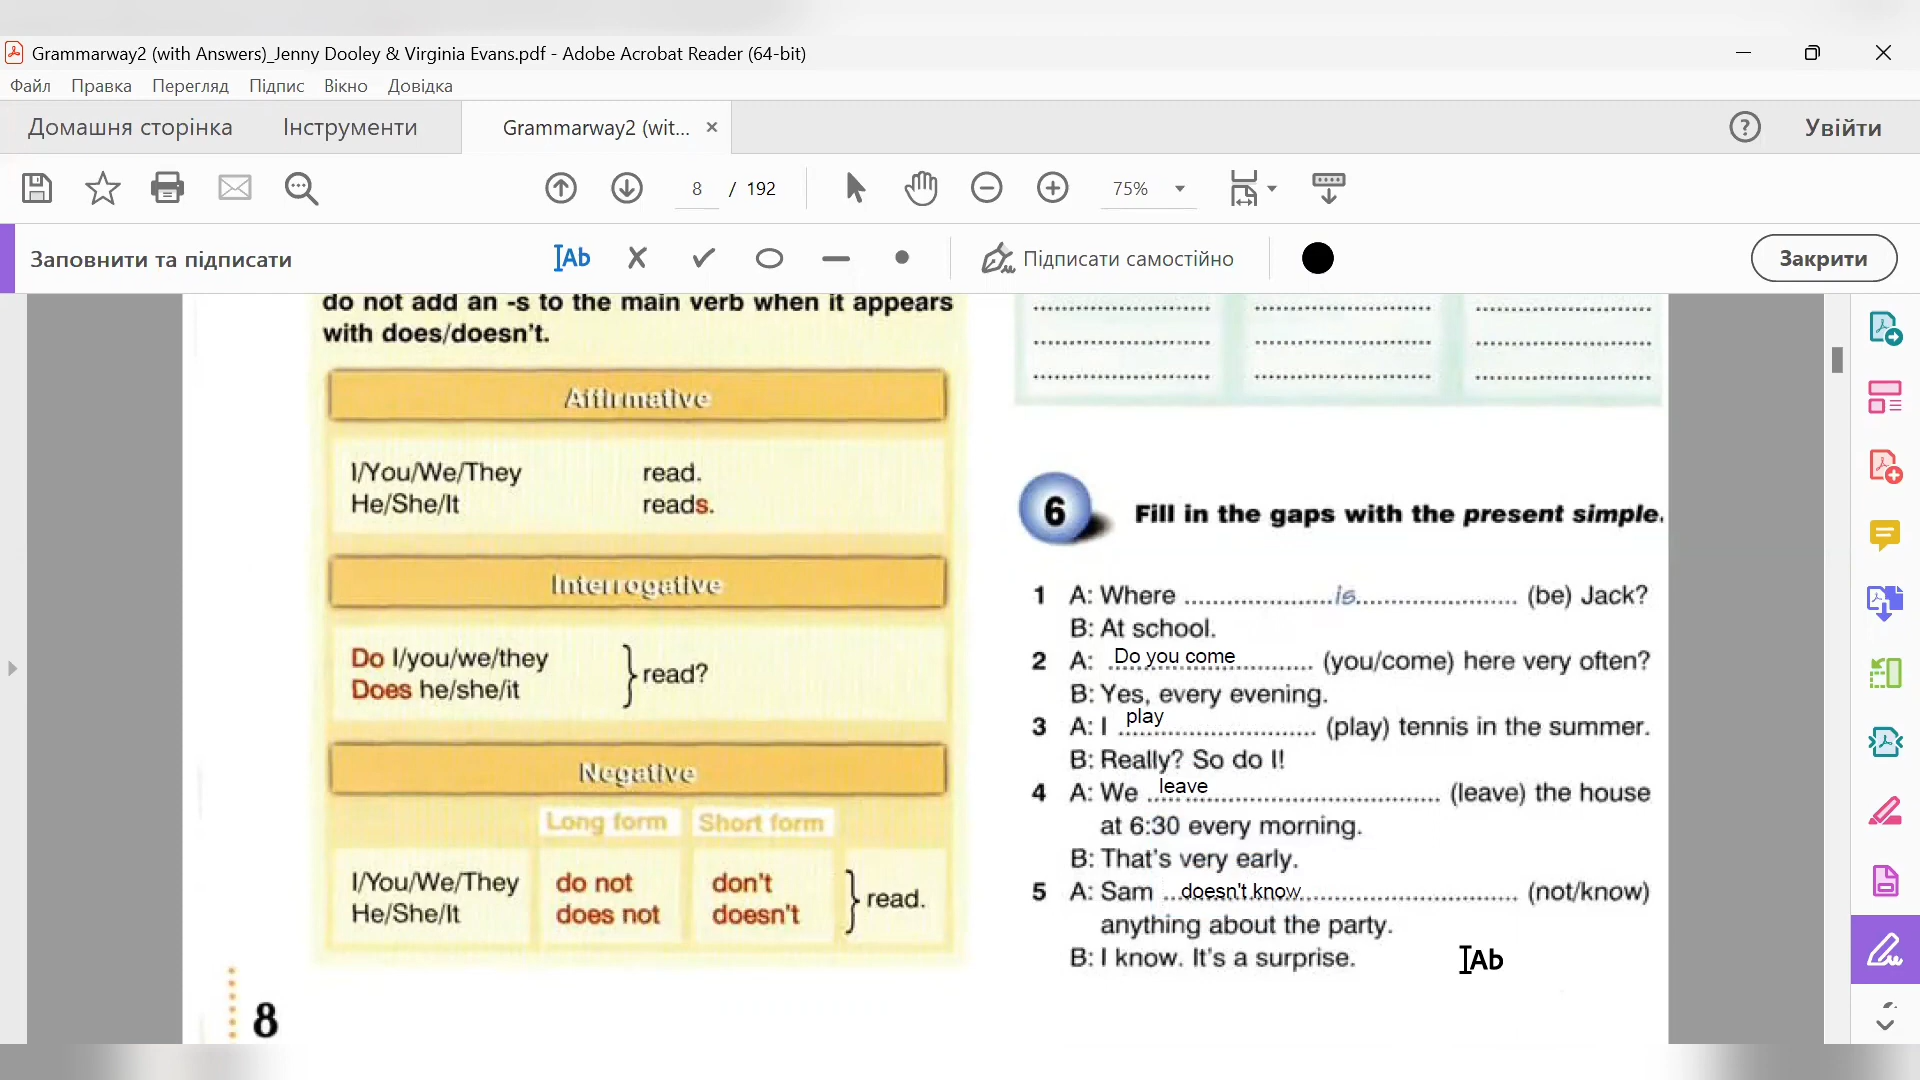 Grammarway2 (with Answers)_Jenny Dooley & Virginia Evans.pdf - Adobe Acrobat Reader (64-bit)
Файл Правка Перегляд Підпис Вікно Довідка
Домашня сторінка Інструменти Grammarway2 (wit... × ? Увійти
8 / 192 75%
Заповнити та підписати Ab Підписати самостійно Закрити
do not add an -s to the main verb when it appears
with does/doesn't.
Affirmative
I/You/We/They read.
He/She/It reads.
Interrogative
Do I/you/we/they
Does he/she/it } read?
Negative
Long form Short form
I/You/We/They do not don't
He/She/It does not doesn't } read.
8
6 Fill in the gaps with the present simple.
1 A: Where ......................is........................ (be) Jack?
B: At school.
2 A: Do you come ............ (you/come) here very often?
B: Yes, every evening.
3 A: I play ............................ (play) tennis in the summer.
B: Really? So do I!
4 A: We leave .......................................... (leave) the house
at 6:30 every morning.
B: That's very early.
5 A: Sam ...doesn't know................................ (not/know)
anything about the party.
B: I know. It's a surprise.
Ab